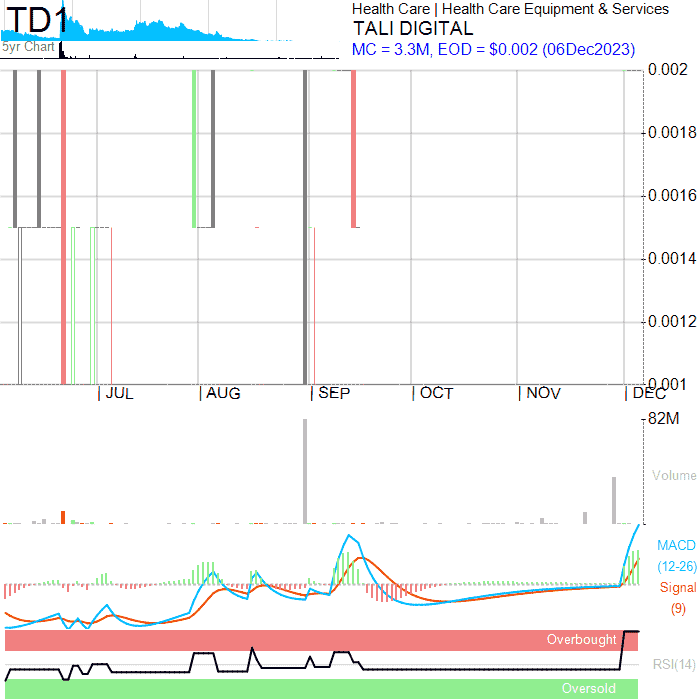 TD1
Health Care | Health Care Equipment & Services
TALI DIGITAL
5yr Chart
MC = 3.3M, EOD = $0.002 (06Dec2023)
0.002
0.0018
0.0016
0.0014
0.0012
0.001
JUL AUG SEP OCT NOV DEC
82M
Volume
MACD
(12-26)
Signal
(9)
Overbought
RSI(14)
Oversold